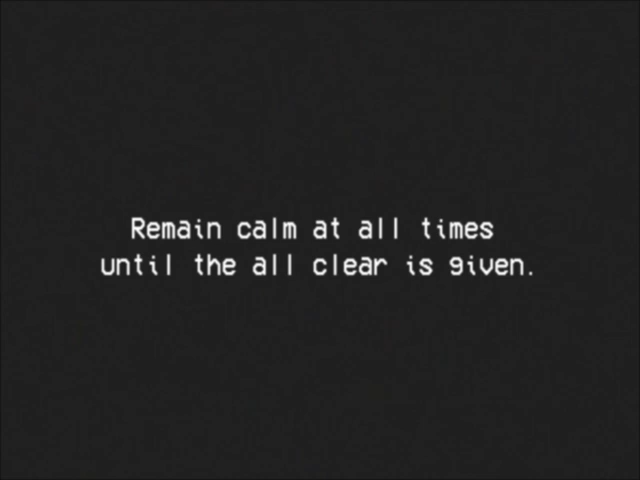 Remain calm at all times
until the all clear is given.